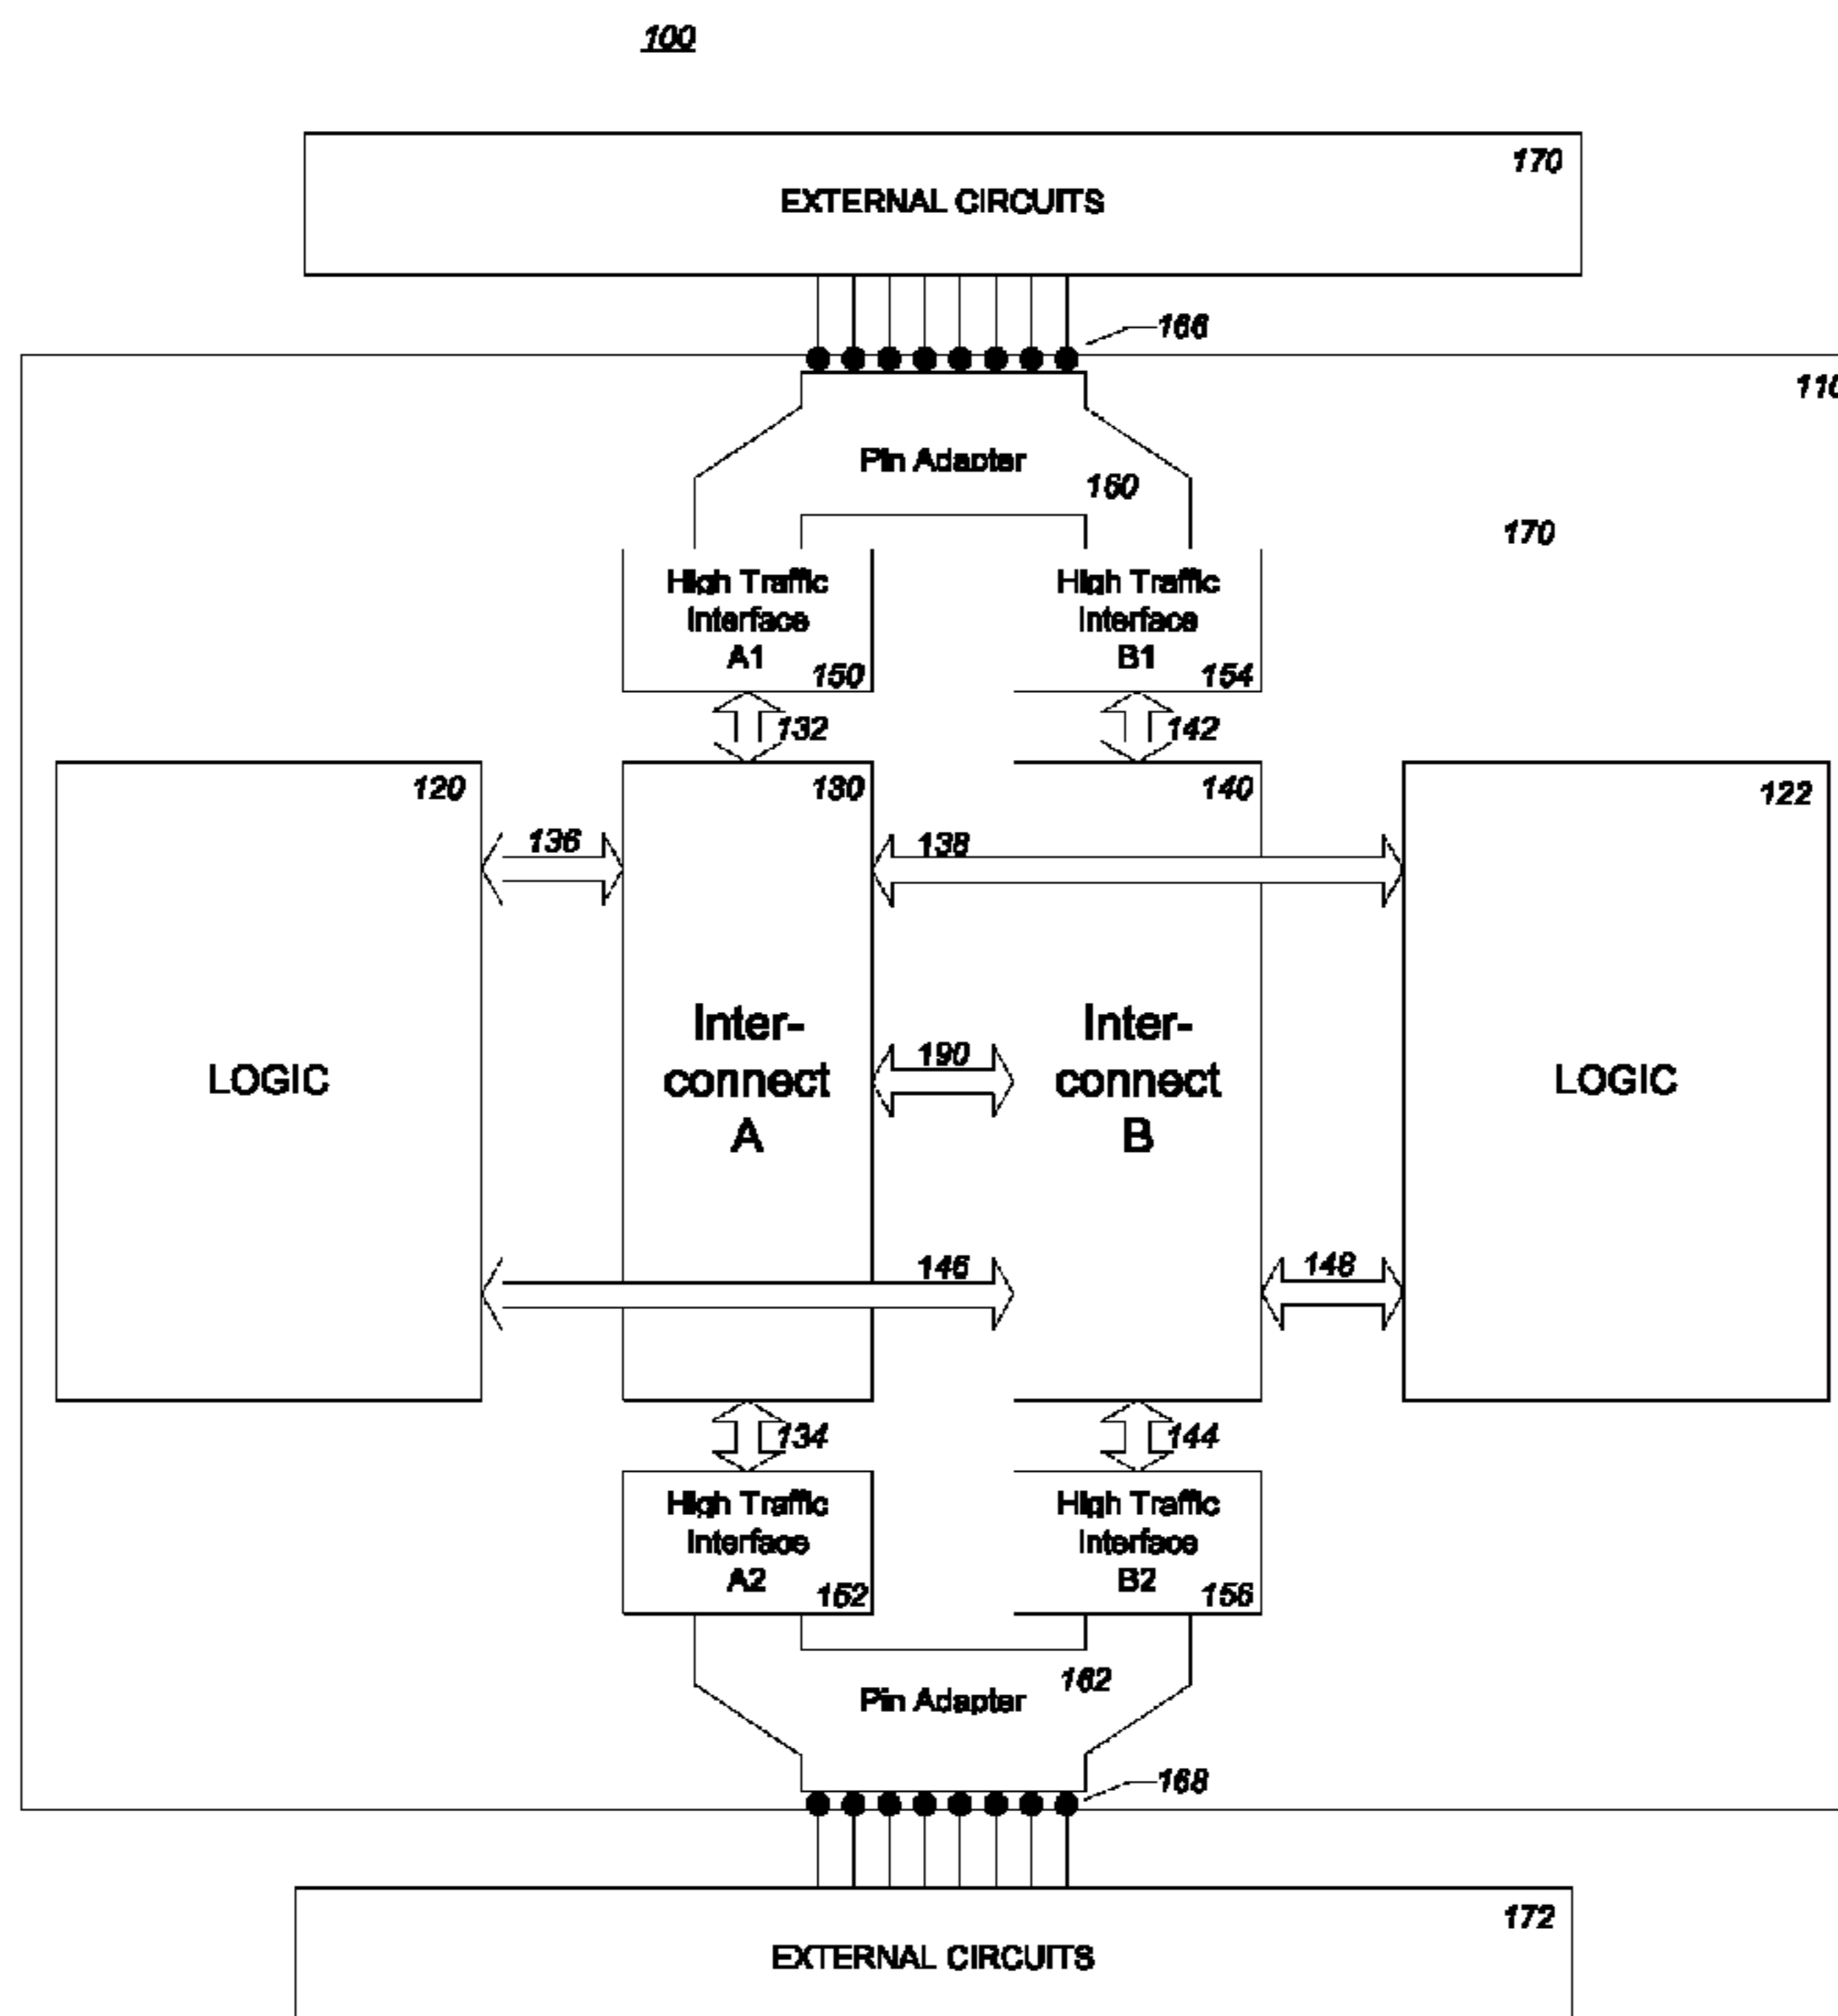 100
170
EXTERNAL CIRCUITS
166
110
Pin Adapter
160
170
High Traffic
Interface
A1
150
High Traffic
Interface
B1
154
132
142
120
130
140
122
136
138
Inter-
connect
A
190
Inter-
connect
B
LOGIC
LOGIC
146
148
134
144
High Traffic
Interface
A2
152
High Traffic
Interface
B2
156
162
Pin Adapter
168
172
EXTERNAL CIRCUITS